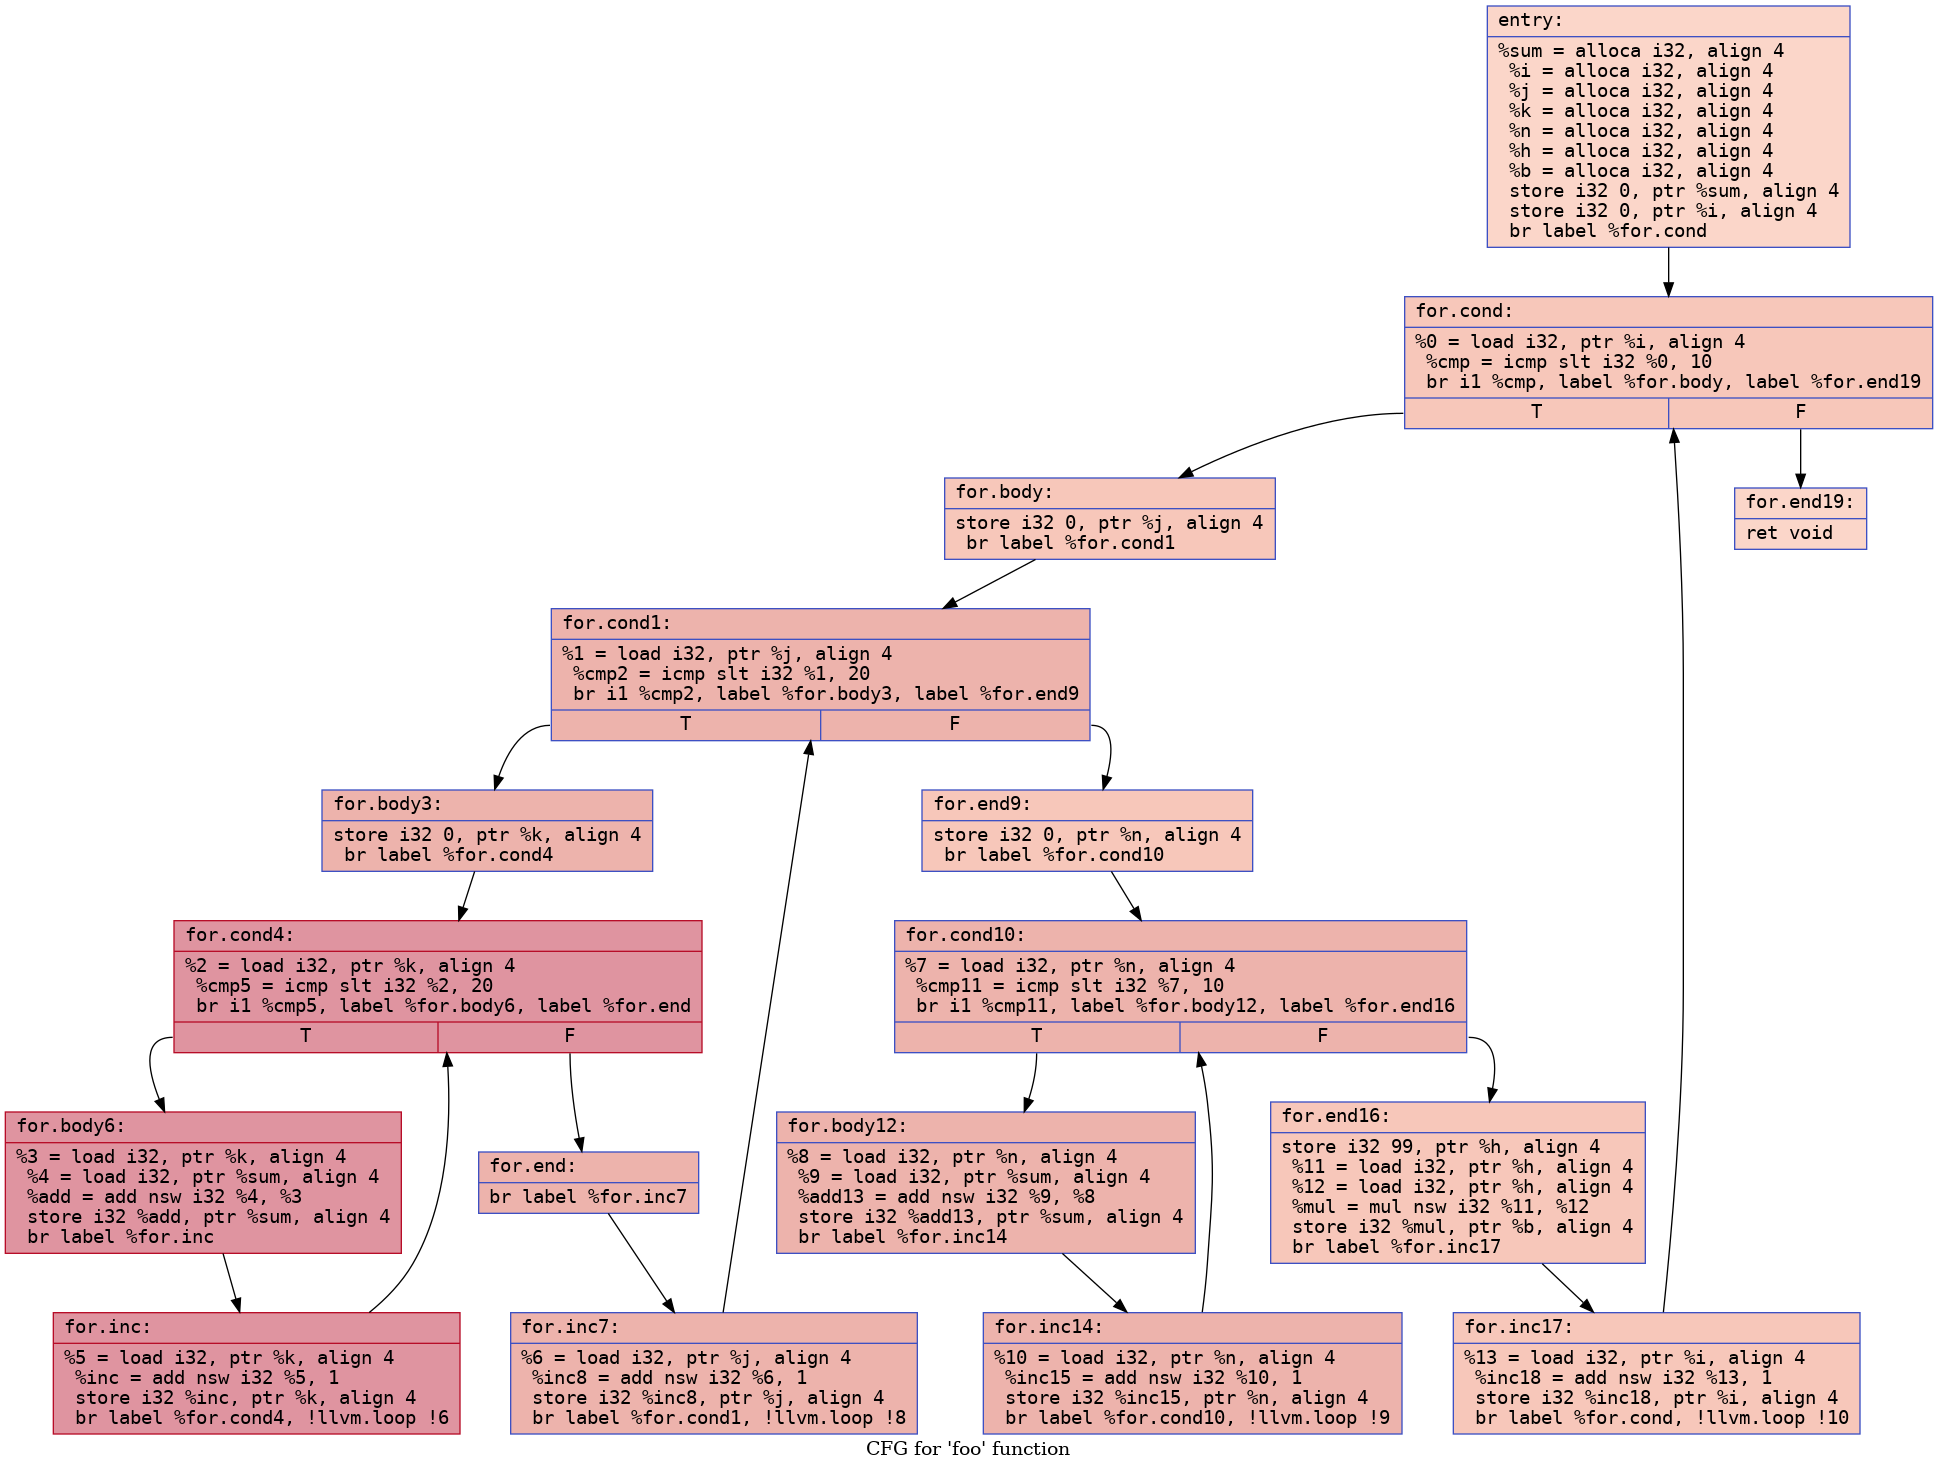 entry:
%sum = alloca i32, align 4
%i = alloca i32, align 4
%j = alloca i32, align 4
%k = alloca i32, align 4
%n = alloca i32, align 4
%h = alloca i32, align 4
%b = alloca i32, align 4
store i32 0, ptr %sum, align 4
store i32 0, ptr %i, align 4
br label %for.cond
for.cond:
%0 = load i32, ptr %i, align 4
%cmp = icmp slt i32 %0, 10
br i1 %cmp, label %for.body, label %for.end19
T F
for.body:
store i32 0, ptr %j, align 4
br label %for.cond1
for.end19:
ret void
for.cond1:
%1 = load i32, ptr %j, align 4
%cmp2 = icmp slt i32 %1, 20
br i1 %cmp2, label %for.body3, label %for.end9
T F
for.body3:
store i32 0, ptr %k, align 4
br label %for.cond4
for.end9:
store i32 0, ptr %n, align 4
br label %for.cond10
for.cond4:
%2 = load i32, ptr %k, align 4
%cmp5 = icmp slt i32 %2, 20
br i1 %cmp5, label %for.body6, label %for.end
T F
for.cond10:
%7 = load i32, ptr %n, align 4
%cmp11 = icmp slt i32 %7, 10
br i1 %cmp11, label %for.body12, label %for.end16
T F
for.body6:
%3 = load i32, ptr %k, align 4
%4 = load i32, ptr %sum, align 4
%add = add nsw i32 %4, %3
store i32 %add, ptr %sum, align 4
br label %for.inc
for.end:
br label %for.inc7
for.body12:
%8 = load i32, ptr %n, align 4
%9 = load i32, ptr %sum, align 4
%add13 = add nsw i32 %9, %8
store i32 %add13, ptr %sum, align 4
br label %for.inc14
for.end16:
store i32 99, ptr %h, align 4
%11 = load i32, ptr %h, align 4
%12 = load i32, ptr %h, align 4
%mul = mul nsw i32 %11, %12
store i32 %mul, ptr %b, align 4
br label %for.inc17
for.inc:
%5 = load i32, ptr %k, align 4
%inc = add nsw i32 %5, 1
store i32 %inc, ptr %k, align 4
br label %for.cond4, !llvm.loop !6
for.inc7:
%6 = load i32, ptr %j, align 4
%inc8 = add nsw i32 %6, 1
store i32 %inc8, ptr %j, align 4
br label %for.cond1, !llvm.loop !8
for.inc14:
%10 = load i32, ptr %n, align 4
%inc15 = add nsw i32 %10, 1
store i32 %inc15, ptr %n, align 4
br label %for.cond10, !llvm.loop !9
for.inc17:
%13 = load i32, ptr %i, align 4
%inc18 = add nsw i32 %13, 1
store i32 %inc18, ptr %i, align 4
br label %for.cond, !llvm.loop !10
CFG for 'foo' function